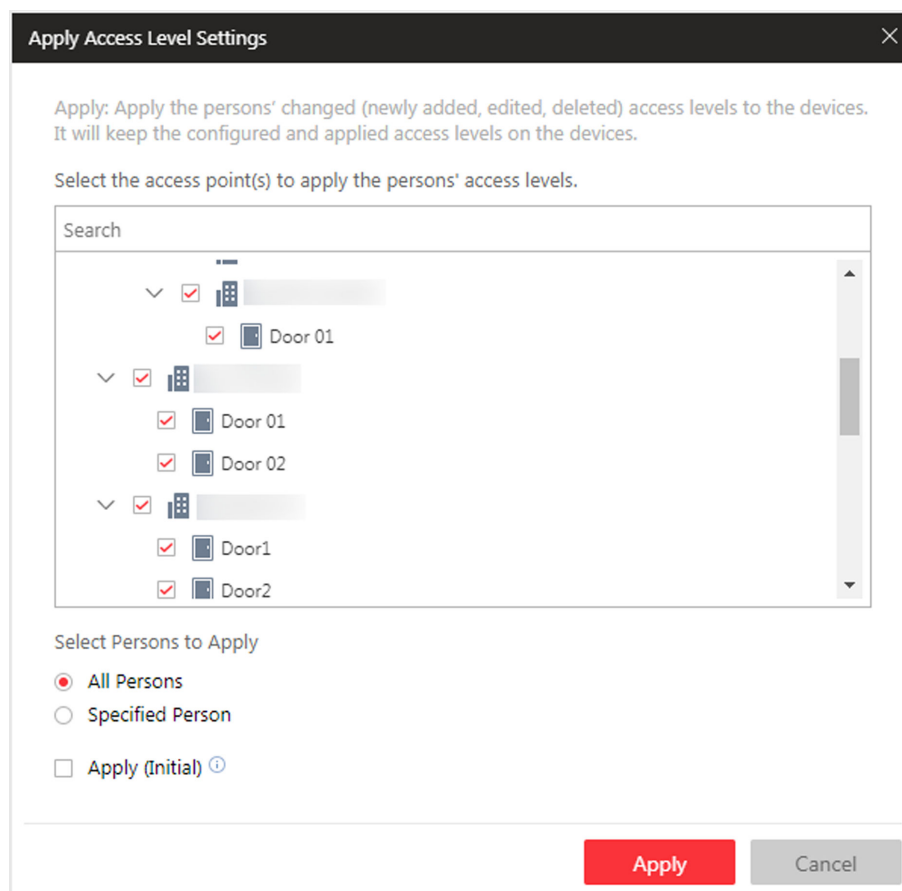 Apply Access Level Settings
Apply: Apply the persons' changed (newly added, edited, deleted) access levels to the devices.
It will keep the configured and applied access levels on the devices.
Select the access point(s) to apply the persons' access levels.
Search
Door 01
Door 01
Door 02
Door1
Door2
Select Persons to Apply
All Persons
Specified Person
Apply (Initial)
Apply
Cancel